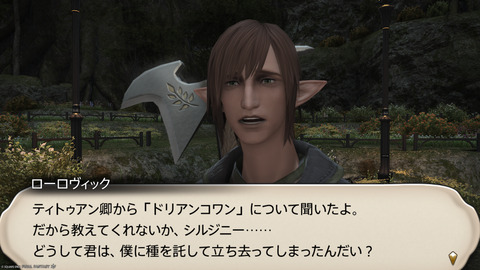 ローロヴィック
ティトゥアン卿から「ドリアンコワン」について聞いたよ。
だから教えてくれないか、シルジニー……
どうして君は、僕に種を託して立ち去ってしまったんだい？